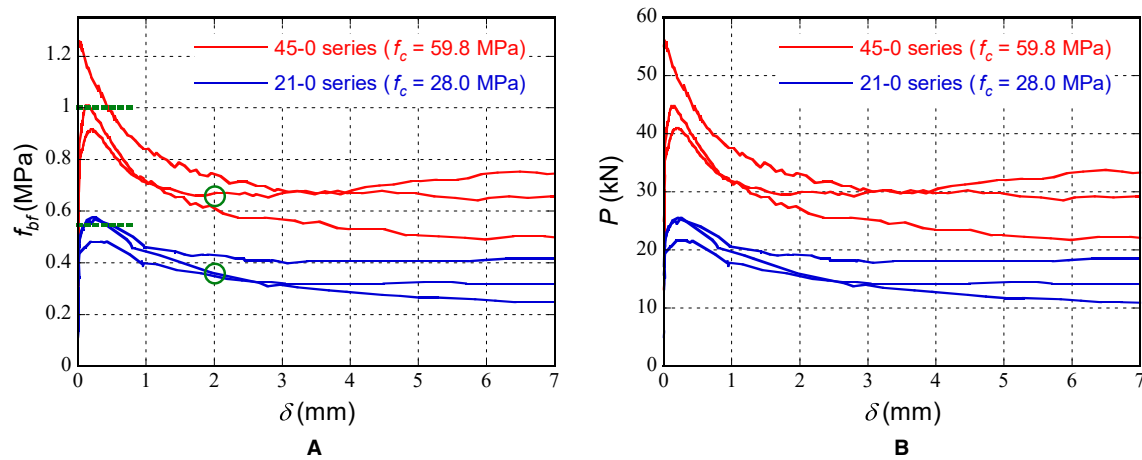 1.2
1
0.8
0.6
0.4
0.2
0
f_bf (MPa)
45-0 series (f_c = 59.8 MPa)
21-0 series (f_c = 28.0 MPa)
0 1 2 3 4 5 6 7
δ (mm)
A
60
50
40
30
20
10
0
P (kN)
45-0 series (f_c = 59.8 MPa)
21-0 series (f_c = 28.0 MPa)
0 1 2 3 4 5 6 7
δ (mm)
B